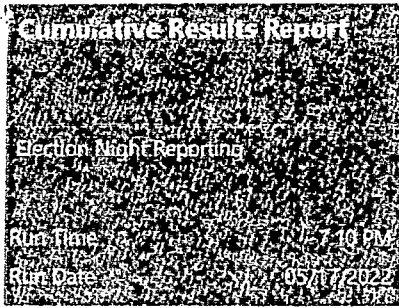 Cumulative Results Report
Election Night Reporting
Run Time 7:10 PM
Run Date 05/17/2022